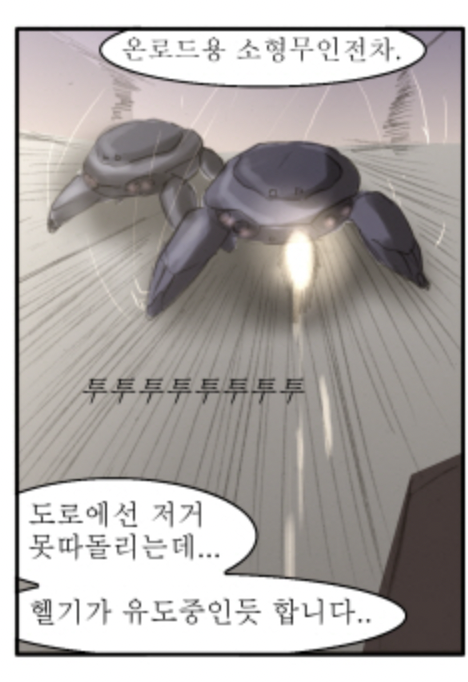 온로드용 소형무인전차.
투투투투투투투투
도로에선 저거
못따돌리는데...
헬기가 유도중인듯 합니다..